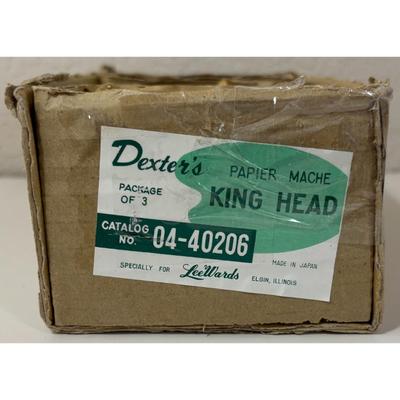 Dexter's
PAPIER MACHE
PACKAGE
OF 3
KING HEAD
CATALOG
NO. 04-40206
MADE IN JAPAN
SPECIALLY FOR LeeWards ELGIN, ILLINOIS